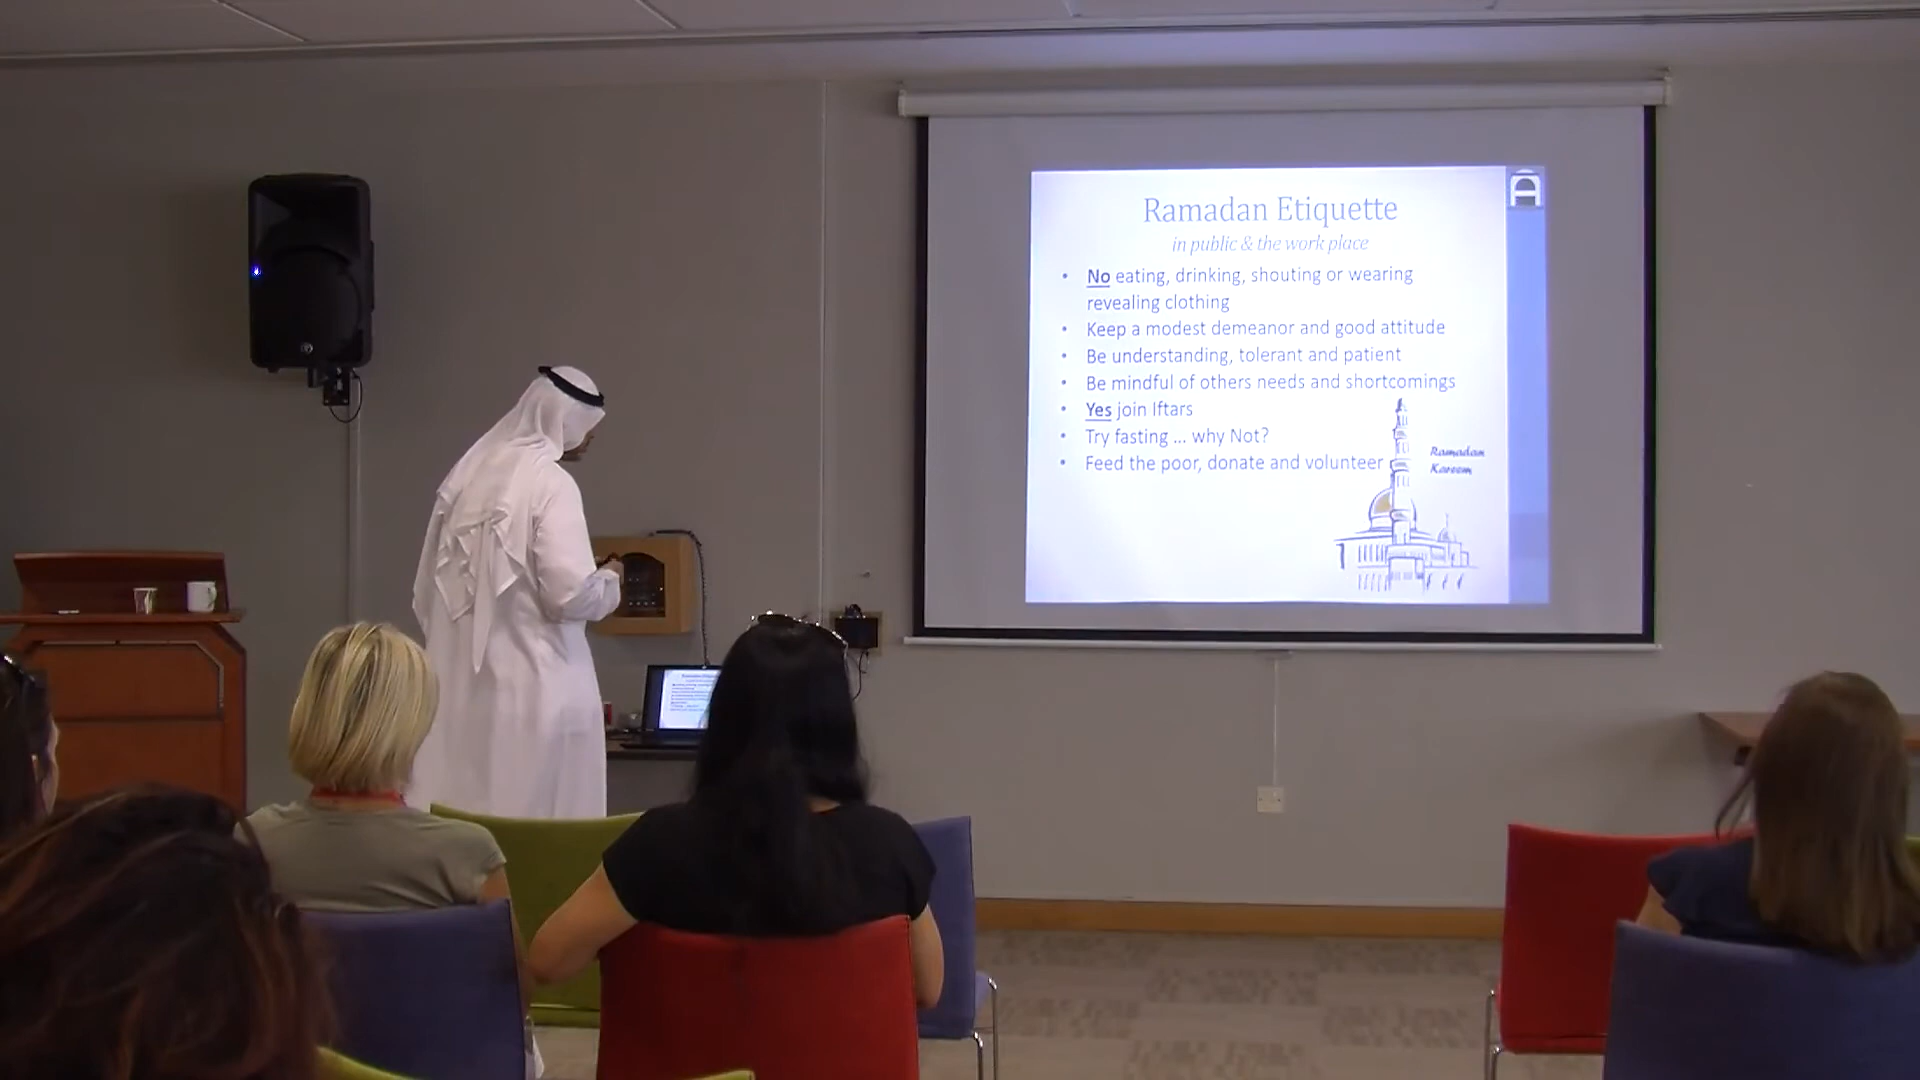 Ramadan Etiquette
in public & the work place
• No eating, drinking, shouting or wearing
revealing clothing
• Keep a modest demeanor and good attitude
• Be understanding, tolerant and patient
• Be mindful of others needs and shortcomings
• Yes join Iftars
• Try fasting ... why Not?
• Feed the poor, donate and volunteer
Ramadan
Kareem